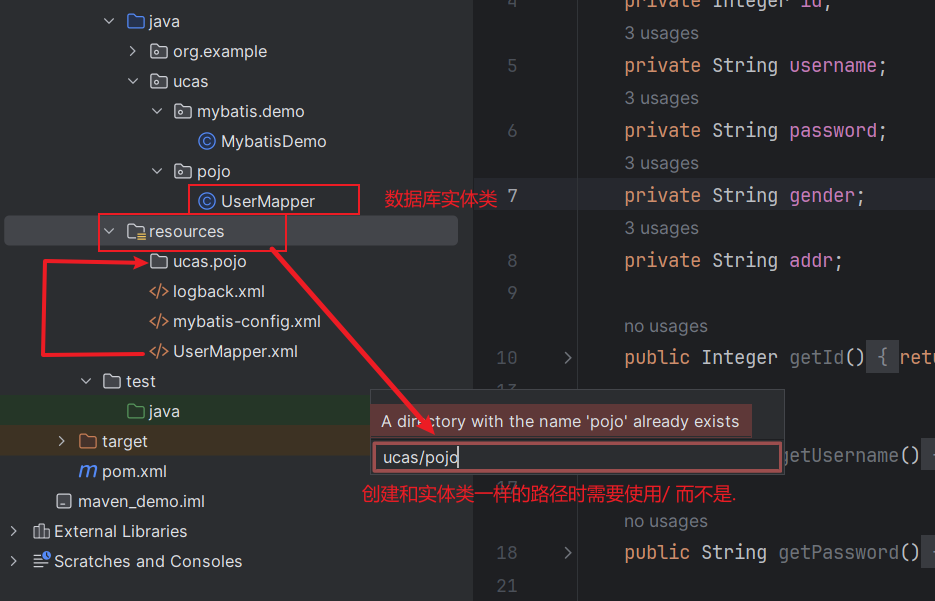 java
org.example
ucas
mybatis.demo
MybatisDemo
pojo
UserMapper
数据库实体类
resources
ucas.pojo
logback.xml
mybatis-config.xml
UserMapper.xml
test
java
target
pom.xml
maven_demo.iml
External Libraries
Scratches and Consoles
4 private Integer id;
3 usages
5 private String username;
3 usages
6 private String password;
3 usages
7 private String gender;
3 usages
8 private String addr;
9
no usages
10 public Integer getId() { retu
13
A directory with the name 'pojo' already exists
ucas/pojo
getUsername()
创建和实体类一样的路径时需要使用/ 而不是.
17
no usages
18 public String getPassword()
21